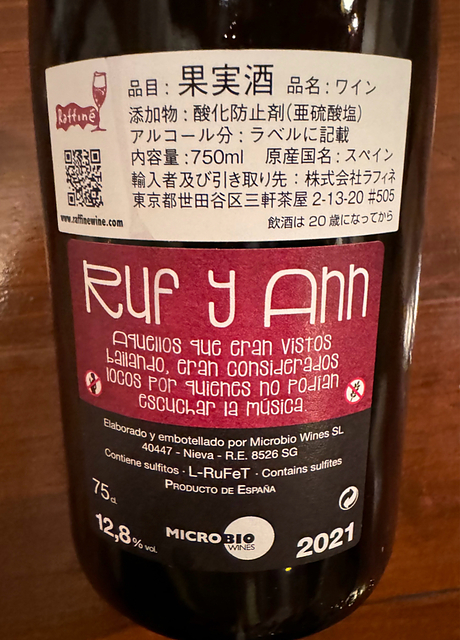 Raffiné
品目：果実酒　品名：ワイン
添加物：酸化防止剤(亜硫酸塩)
アルコール分：ラベルに記載
内容量：750ml　原産国名：スペイン
輸入者及び引き取り先：株式会社ラフィネ
東京都世田谷区三軒茶屋 2-13-20 #505
www.raffinewine.com
飲酒は 20 歳になってから
Ruf y Ann
Aquellos que eran vistos
bailando, eran considerados
locos por quienes no podían
escuchar la música
Elaborado y embotellado por Microbio Wines SL
40447 - Nieva - R.E. 8526 SG
Contiene sulfitos · L-RuFeT · Contains sulfites
Producto de España
75cl.
12,8% vol.
MICROBIO
WINES
2021